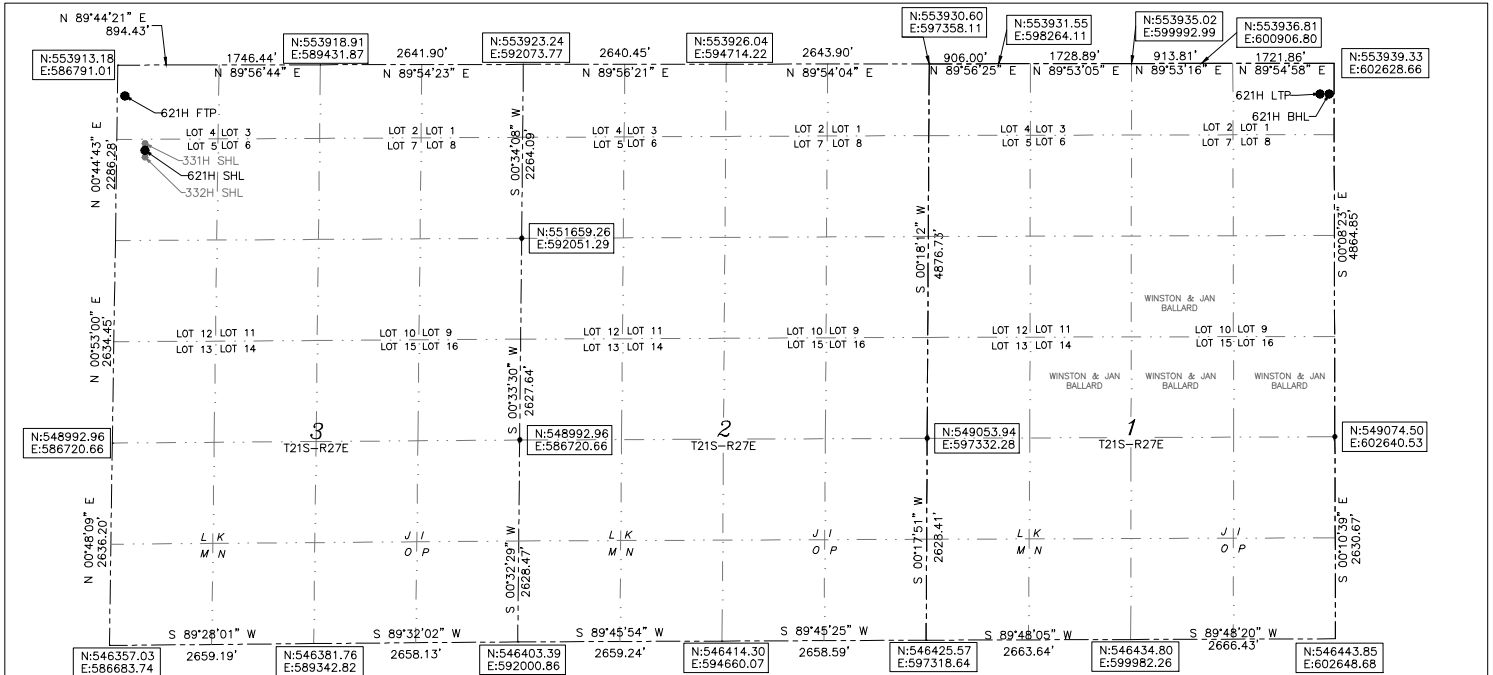 N 89°44'21" E
894.43'
N:553913.18
E:586791.01
1746.44'
N 89°56'44" E
N:553918.91
E:589431.87
2641.90'
N 89°54'23" E
N:553923.24
E:592073.77
2640.45'
N 89°56'21" E
N:553926.04
E:594714.22
2643.90'
N 89°54'04" E
N:553930.60
E:597358.11
906.00'
N 89°56'25" E
N:553931.55
E:598264.11
1728.89'
N 89°53'05" E
N:553935.02
E:599992.99
913.81'
N 89°53'16" E
N:553936.81
E:600906.80
1721.86'
N 89°54'58" E
N:553939.33
E:602628.66
621H FTP
621H LTP
621H BHL
LOT 4 LOT 3
LOT 5 LOT 6
LOT 2 LOT 1
LOT 7 LOT 8
LOT 4 LOT 3
LOT 5 LOT 6
LOT 2 LOT 1
LOT 7 LOT 8
LOT 4 LOT 3
LOT 5 LOT 6
LOT 2 LOT 1
LOT 7 LOT 8
331H SHL
621H SHL
332H SHL
N 00°44'43" E
2286.28'
S 00°34'08" W
2264.09'
S 00°18'12" W
4876.73'
S 00°08'23" E
4864.85'
N:551659.26
E:592051.29
WINSTON & JAN
BALLARD
N 00°53'00" E
2634.45'
LOT 12 LOT 11
LOT 13 LOT 14
LOT 10 LOT 9
LOT 15 LOT 16
LOT 12 LOT 11
LOT 13 LOT 14
LOT 10 LOT 9
LOT 15 LOT 16
LOT 12 LOT 11
LOT 13 LOT 14
LOT 10 LOT 9
LOT 15 LOT 16
S 00°33'30" W
2627.64'
WINSTON & JAN
BALLARD
WINSTON & JAN
BALLARD
WINSTON & JAN
BALLARD
N:548992.96
E:586720.66
3
T21S-R27E
N:548992.96
E:586720.66
2
T21S-R27E
N:549053.94
E:597332.28
1
T21S-R27E
N:549074.50
E:602640.53
N 00°48'09" E
2636.20'
L K
M N
J I
O P
S 00°32'29" W
2628.47'
L K
M N
J I
O P
S 00°17'51" W
2628.41'
L K
M N
J I
O P
S 00°10'39" E
2630.67'
N:546357.03
E:586683.74
S 89°28'01" W
2659.19'
N:546381.76
E:589342.82
S 89°32'02" W
2658.13'
N:546403.39
E:592000.86
S 89°45'54" W
2659.24'
N:546414.30
E:594660.07
S 89°45'25" W
2658.59'
N:546425.57
E:597318.64
S 89°48'05" W
2663.64'
N:546434.80
E:599982.26
S 89°48'20" W
2666.43'
N:546443.85
E:602648.68